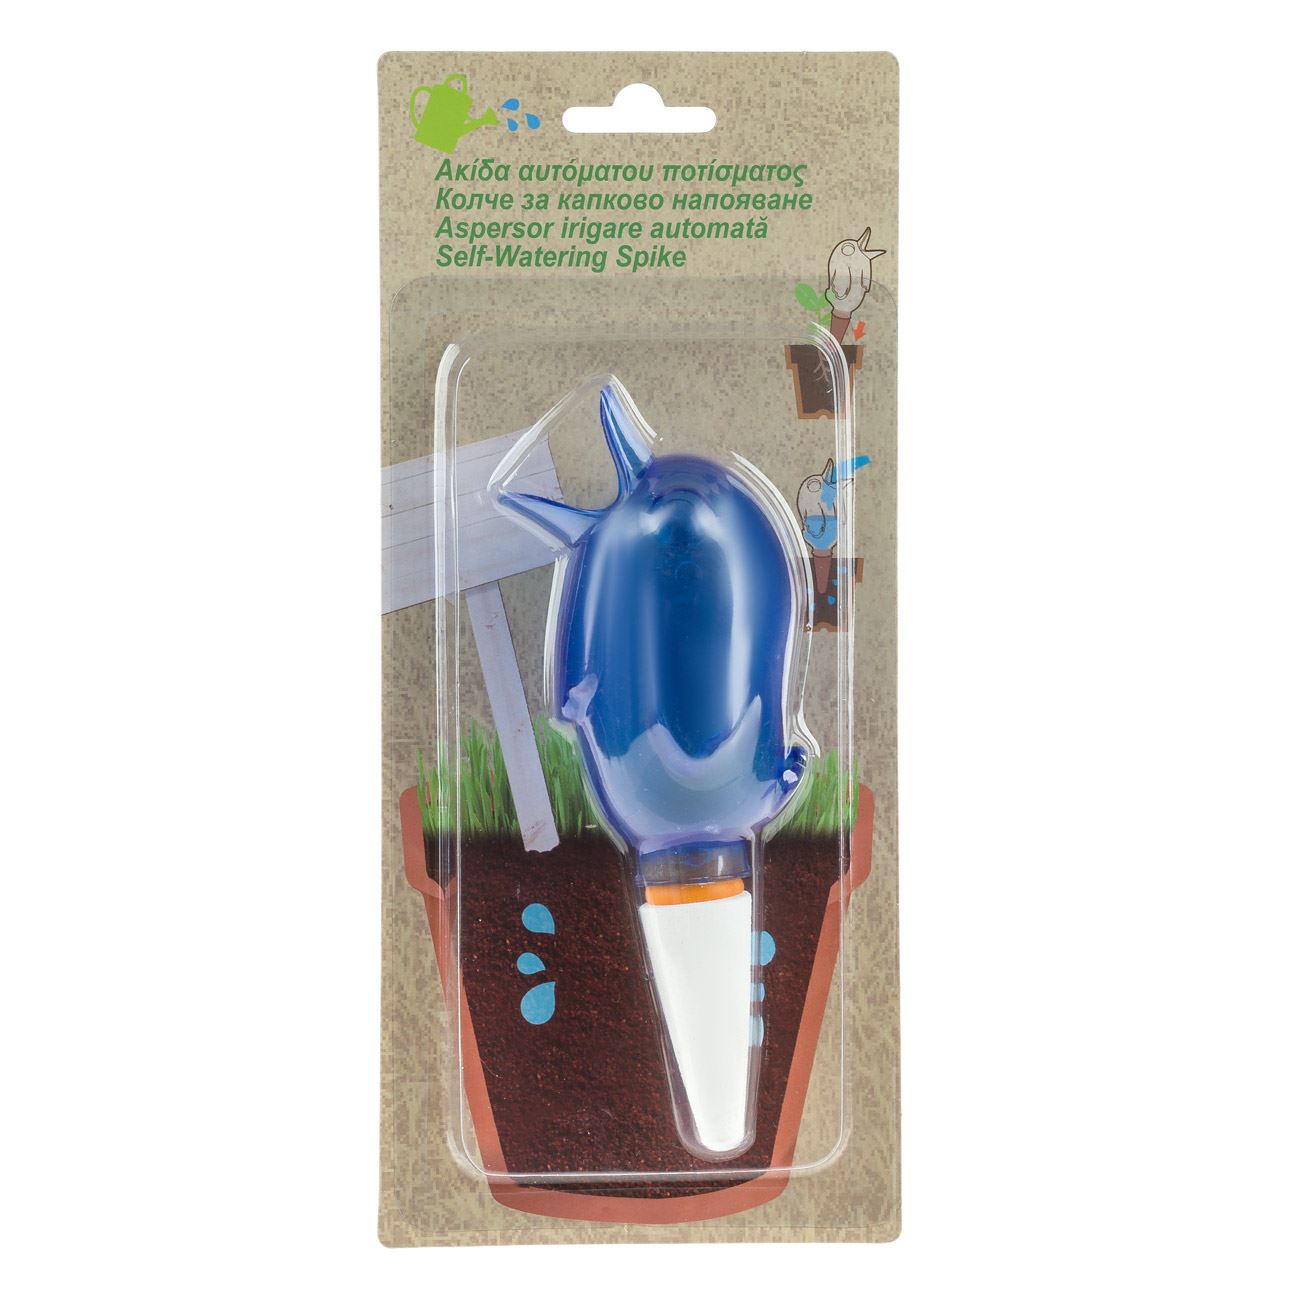 Ακίδα αυτόματου ποτίσματος
Колче за капково напояване
Aspersor irigare automată
Self-Watering Spike